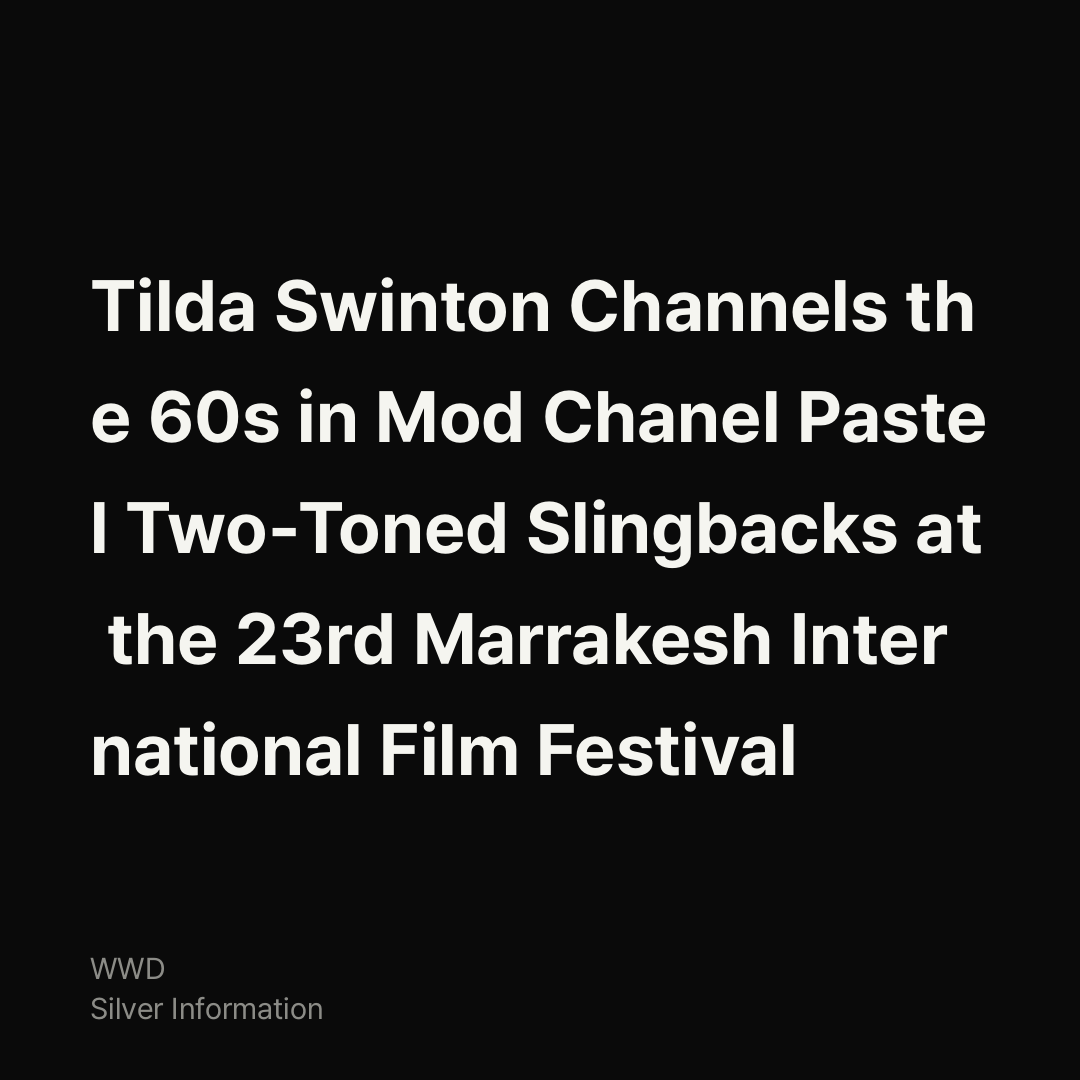 Tilda Swinton Channels th
e 60s in Mod Chanel Paste
l Two-Toned Slingbacks at
 the 23rd Marrakesh Inter
national Film Festival
WWD
Silver Information